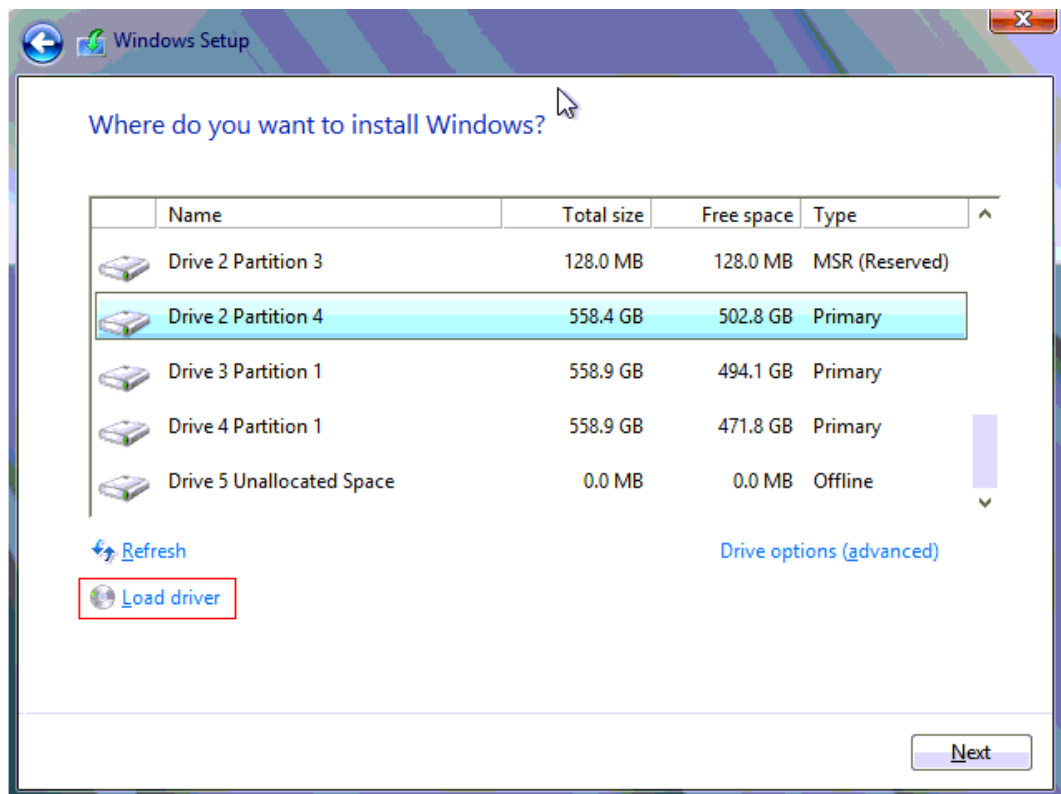 Windows Setup
Where do you want to install Windows?
Name Total size Free space Type
Drive 2 Partition 3 128.0 MB 128.0 MB MSR (Reserved)
Drive 2 Partition 4 558.4 GB 502.8 GB Primary
Drive 3 Partition 1 558.9 GB 494.1 GB Primary
Drive 4 Partition 1 558.9 GB 471.8 GB Primary
Drive 5 Unallocated Space 0.0 MB 0.0 MB Offline
Refresh Drive options (advanced)
Load driver
Next